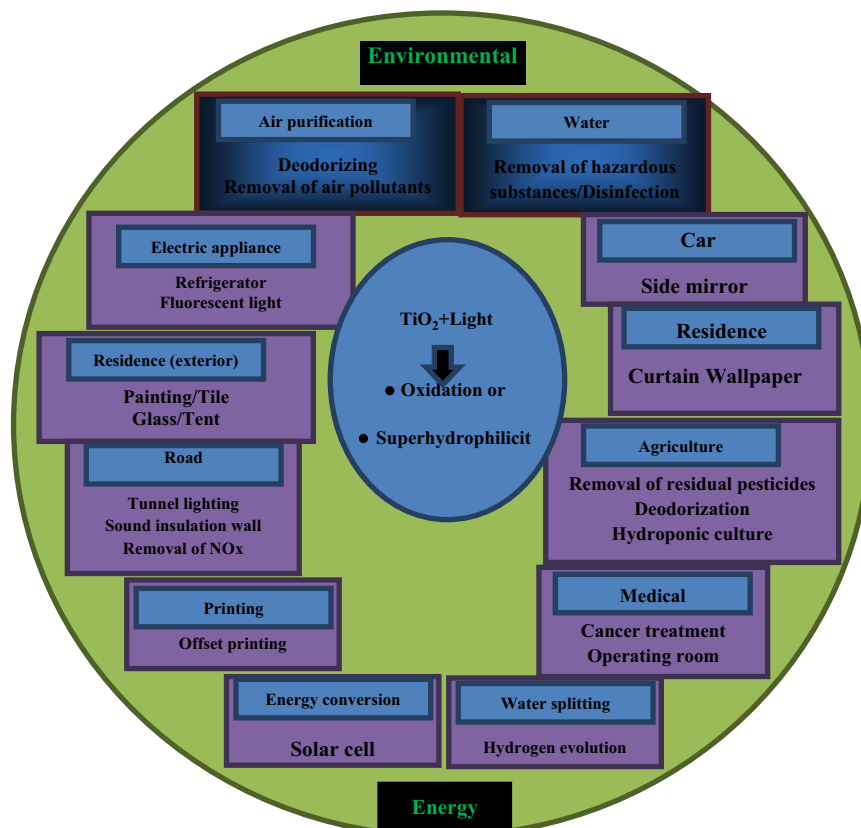 Environmental
Air purification
Deodorizing
Removal of air pollutants
Water
Removal of hazardous
substances/Disinfection
Electric appliance
Refrigerator
Fluorescent light
Car
Side mirror
TiO₂+Light
● Oxidation or
● Superhydrophilicit
Residence (exterior)
Painting/Tile
Glass/Tent
Residence
Curtain Wallpaper
Road
Tunnel lighting
Sound insulation wall
Removal of NOx
Agriculture
Removal of residual pesticides
Deodorization
Hydroponic culture
Printing
Offset printing
Medical
Cancer treatment
Operating room
Energy conversion
Solar cell
Water splitting
Hydrogen evolution
Energy